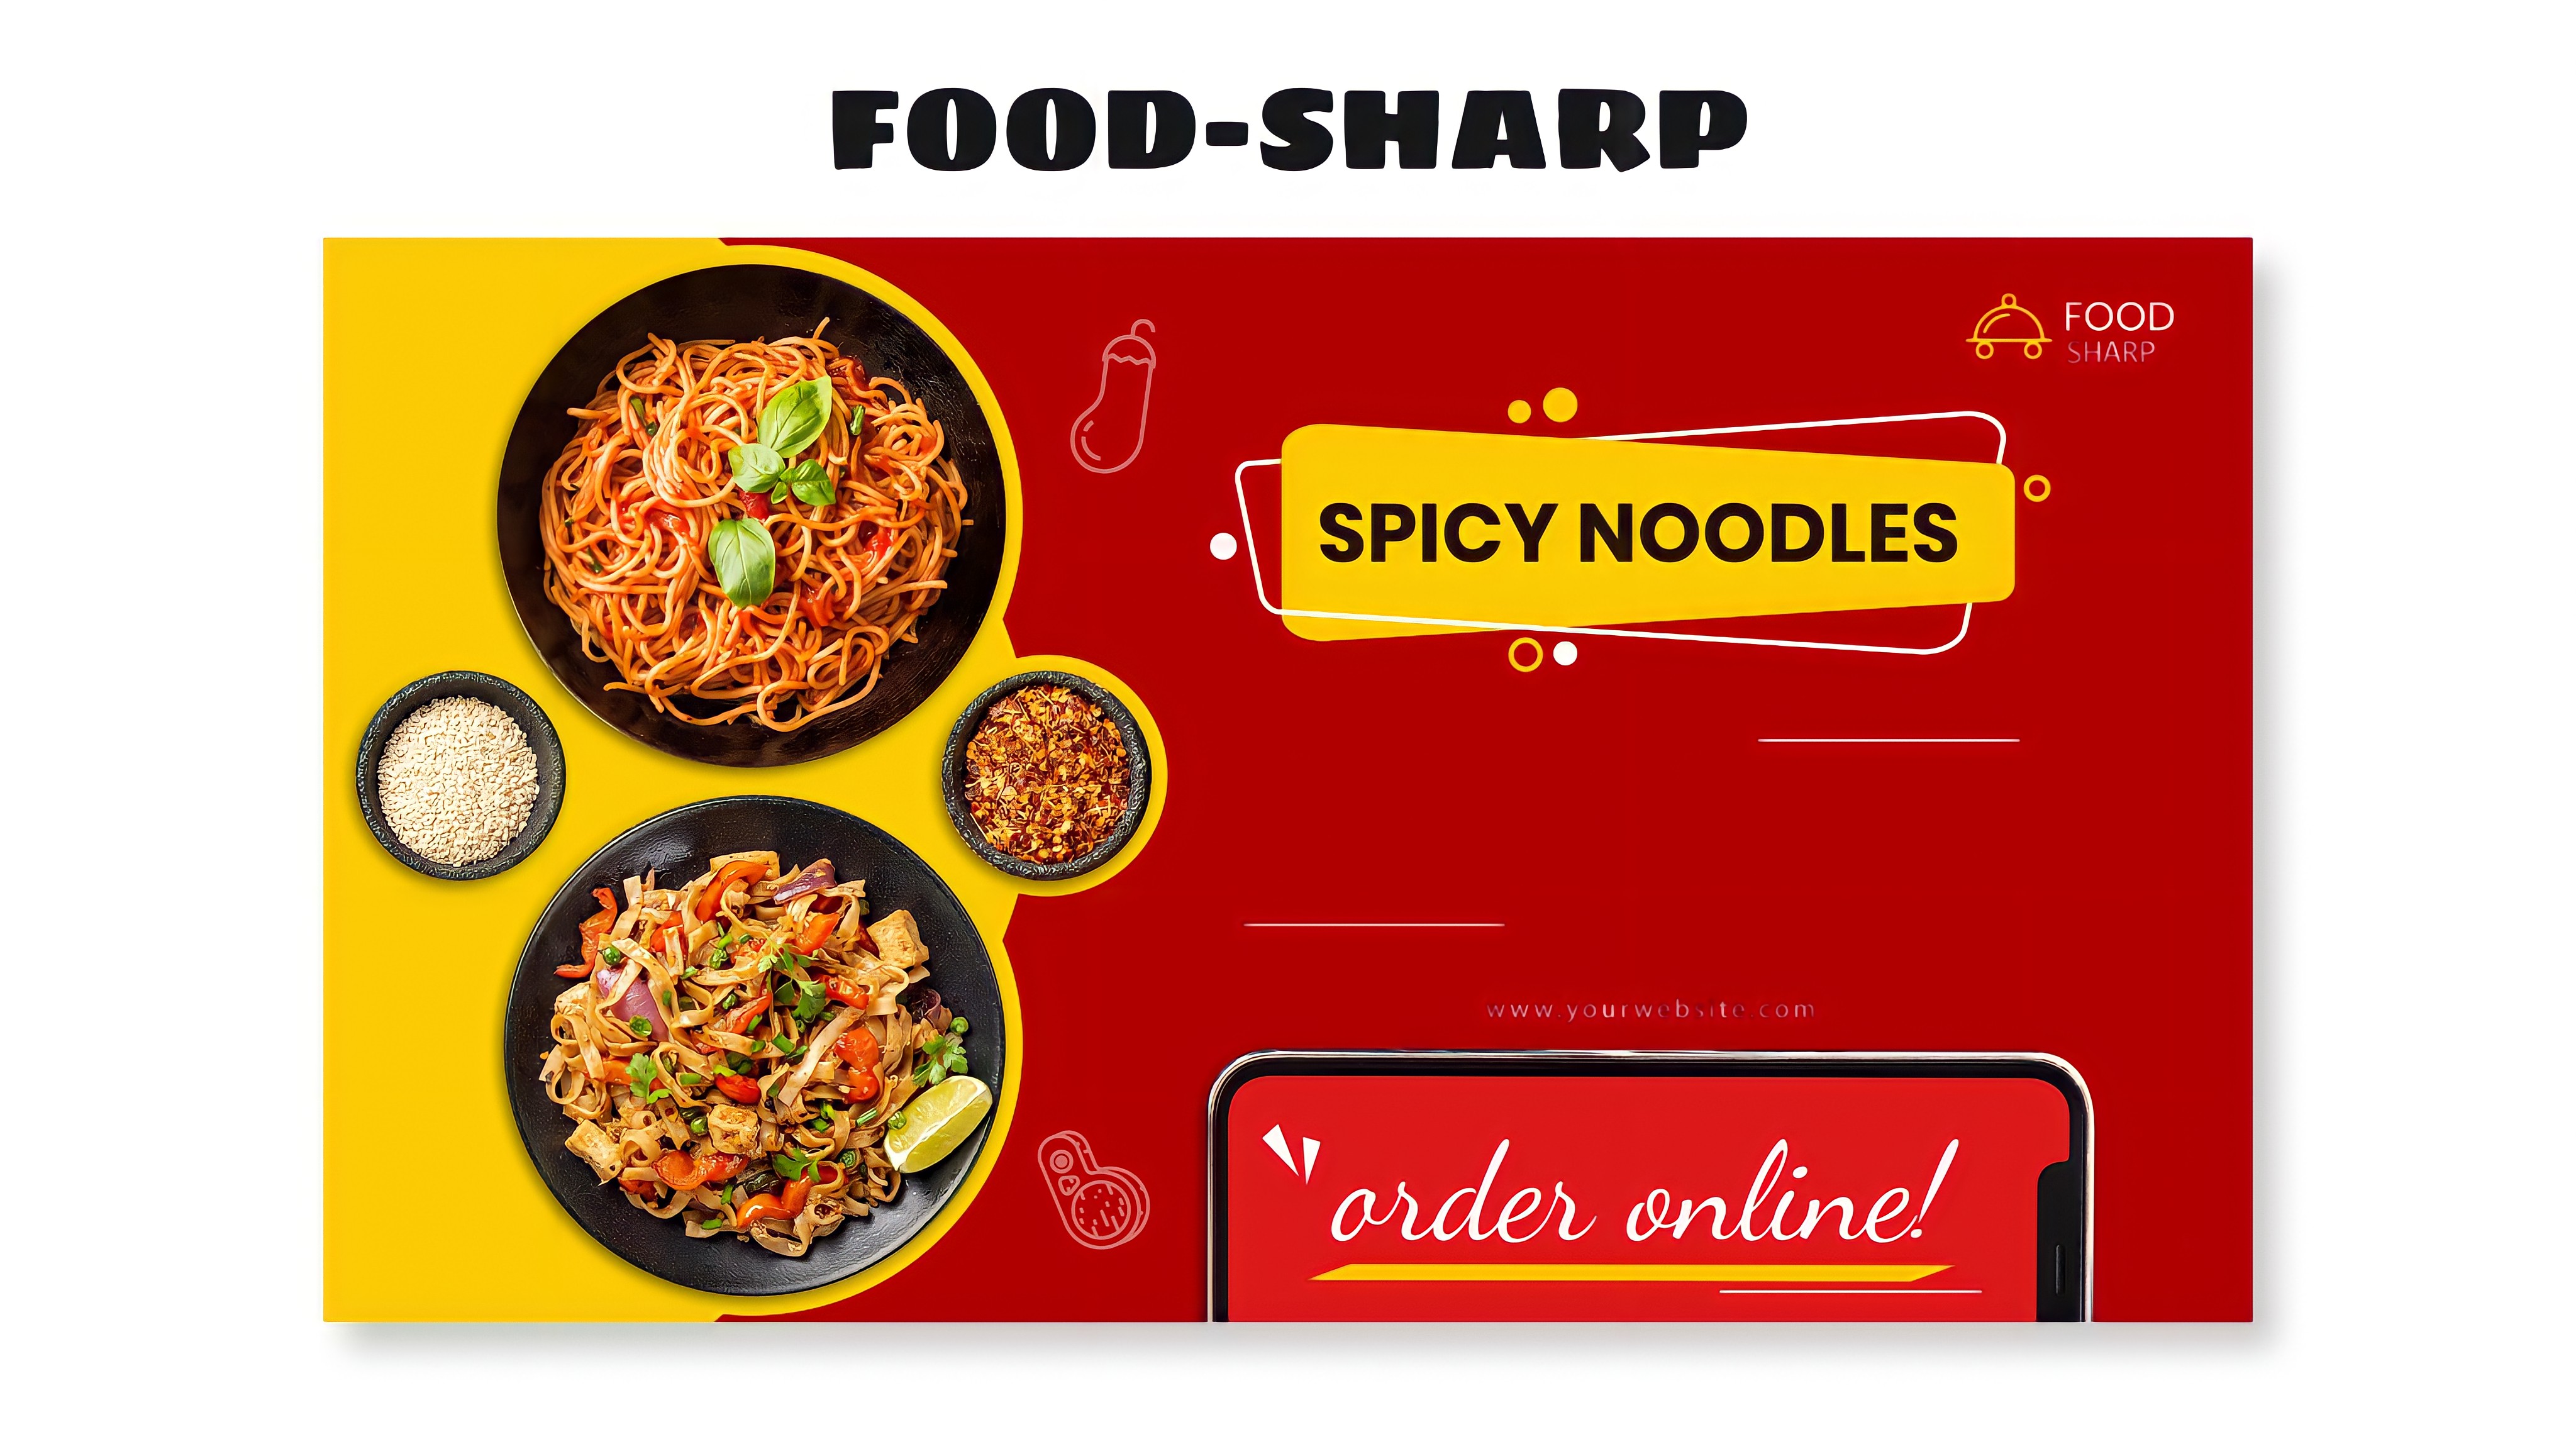 FOOD-SHARP
FOOD
SHARP
SPICY NOODLES
www.yourwebsite.com
order online!